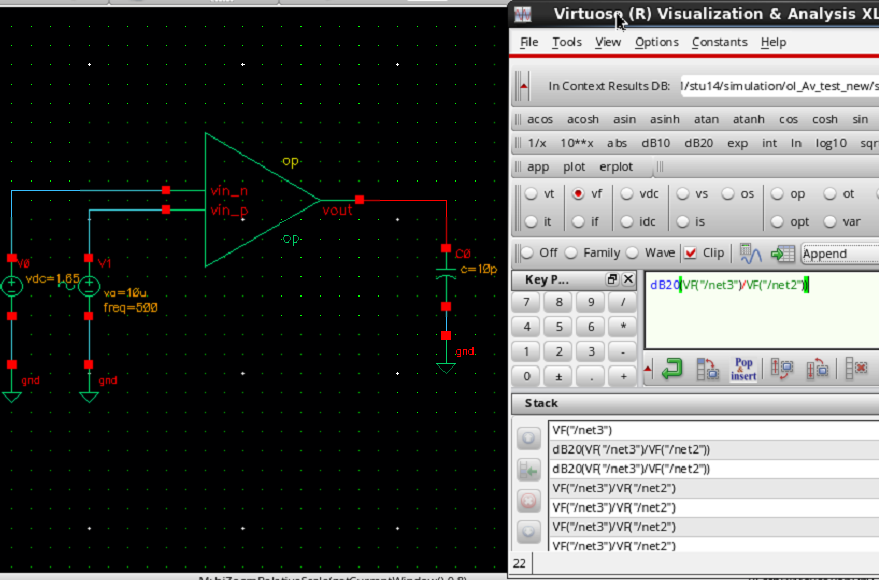 Virtuoso (R) Visualization & Analysis XL
File Tools View Options Constants Help
In Context Results DB: l/stu14/simulation/ol_Av_test_new/s
acos acosh asin asinh atan atanh cos cosh sin
1/x 10**x abs dB10 dB20 exp int ln log10 sqr
app plot erplot
vt vf vdc vs os op ot
it if idc is opt var
Off Family Wave Clip Append
Key P...
dB20(VF("/net3")/VF("/net2"))
7 8 9 /
4 5 6 *
1 2 3 -
0 ± . +
Pop
insert
Stack
VF("/net3")
dB20(VF("/net3")/VF("/net2"))
dB20(VF("/net3")/VF("/net2"))
VF("/net3")/VF("/net2")
VF("/net3")/VF("/net2")
VF("/net3")/VF("/net2")
VF("/net3")/VF("/net2")
22
op
vin_n
vin_p
vout
op
V0
vdc=1.65
V1
va=10u
freq=500
C0
c=10p
gnd
gnd
gnd